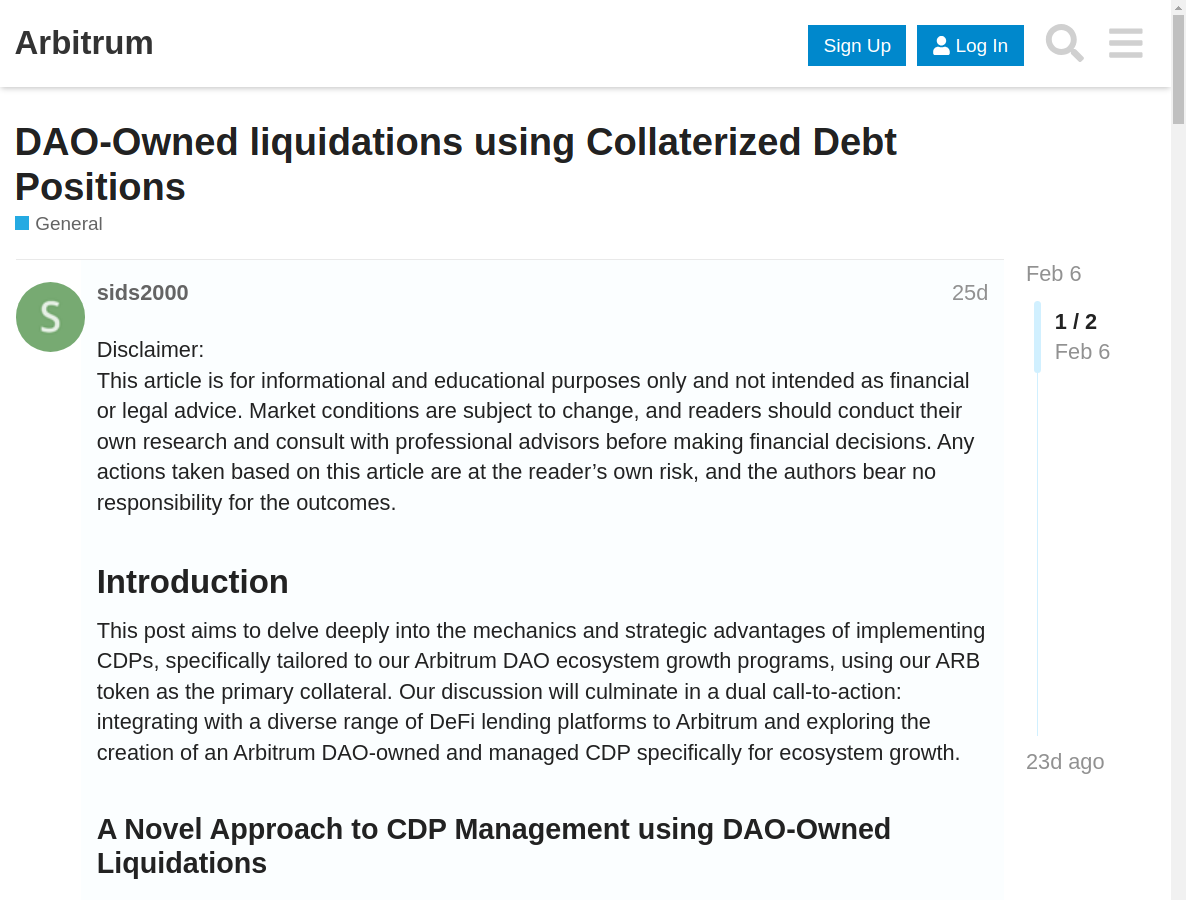 Arbitrum
Sign Up
Log In
DAO-Owned liquidations using Collaterized Debt
Positions
General
S
sids2000
25d
Disclaimer:
This article is for informational and educational purposes only and not intended as financial
or legal advice. Market conditions are subject to change, and readers should conduct their
own research and consult with professional advisors before making financial decisions. Any
actions taken based on this article are at the reader’s own risk, and the authors bear no
responsibility for the outcomes.
Introduction
This post aims to delve deeply into the mechanics and strategic advantages of implementing
CDPs, specifically tailored to our Arbitrum DAO ecosystem growth programs, using our ARB
token as the primary collateral. Our discussion will culminate in a dual call-to-action:
integrating with a diverse range of DeFi lending platforms to Arbitrum and exploring the
creation of an Arbitrum DAO-owned and managed CDP specifically for ecosystem growth.
A Novel Approach to CDP Management using DAO-Owned
Liquidations
Feb 6
1 / 2
Feb 6
23d ago